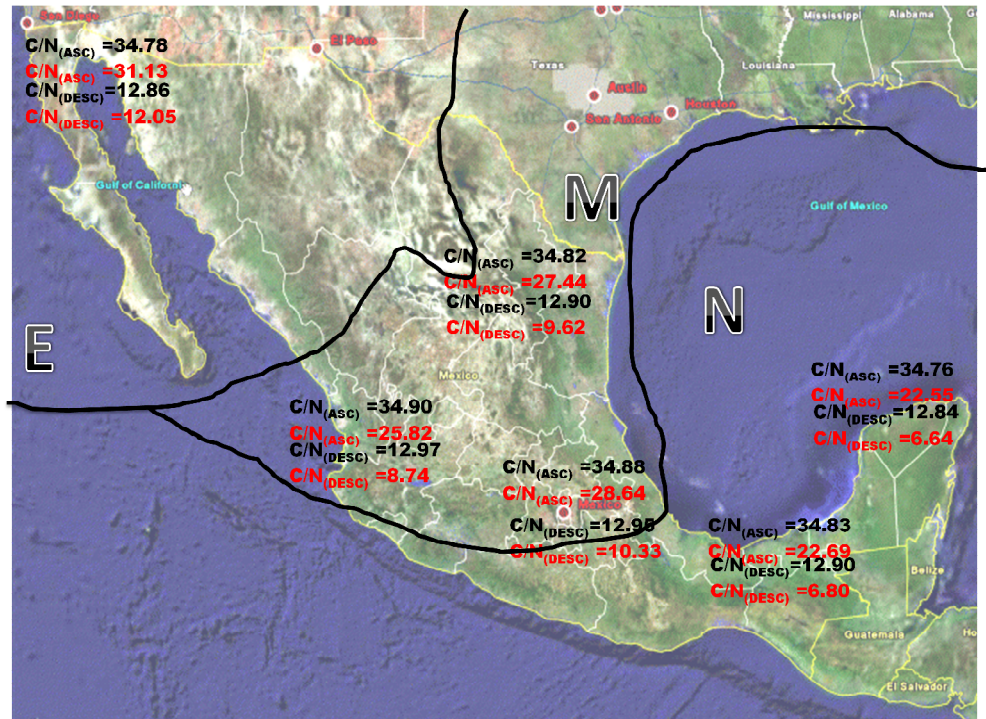 San Diego
Mississippi
Alabama
C/N(ASC) =34.78
El Paso
C/N(ASC) =31.13
Texas
Louisiana
C/N(DESC) =12.86
Austin
C/N(DESC) =12.05
Houston
San Antonio
Gulf of California
M
Gulf of Mexico
C/N(ASC) =34.82
C/N(ASC) =27.44
C/N(DESC) =12.90
C/N(DESC) =9.62
N
E
Mexico
C/N(ASC) =34.76
C/N(ASC) =22.55
C/N(DESC) =12.84
C/N(DESC) =6.64
C/N(ASC) =34.90
C/N(ASC) =25.82
C/N(DESC) =12.97
C/N(DESC) =8.74
C/N(ASC) =34.88
C/N(ASC) =28.64
Mexico
C/N(DESC) =12.95
C/N(DESC) =10.33
C/N(ASC) =34.83
C/N(ASC) =22.69
C/N(DESC)=12.90
C/N(DESC) =6.80
Belize
Guatemala
Ho
El Salvador